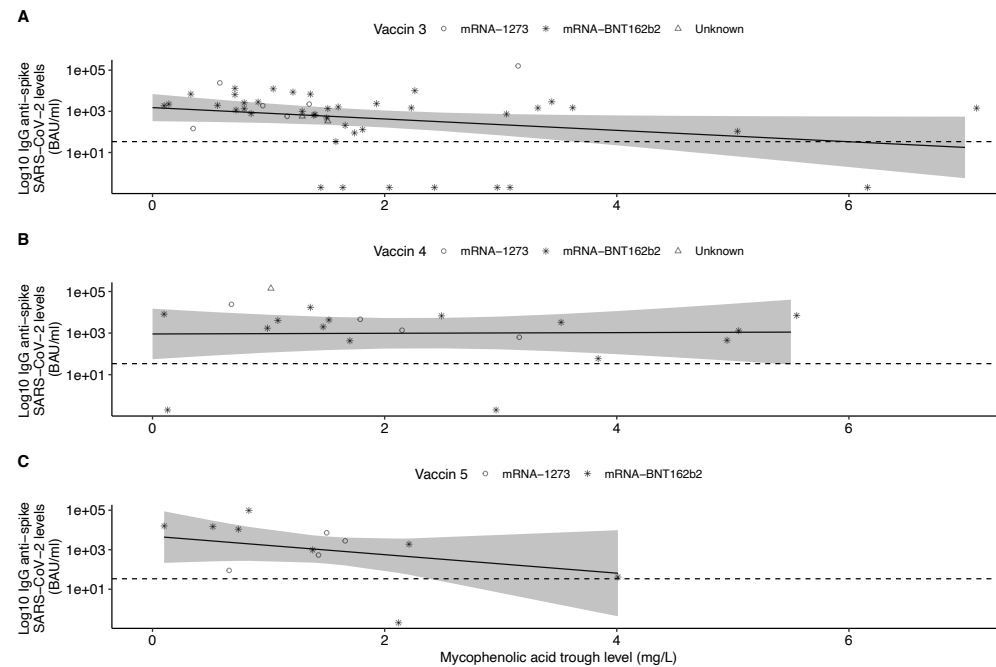 A
Vaccin 3 mRNA−1273 mRNA−BNT162b2 Unknown
Log10 IgG anti−spike
SARS−CoV−2 levels
(BAU/ml)
1e+05
1e+03
1e+01
0 2 4 6
B
Vaccin 4 mRNA−1273 mRNA−BNT162b2 Unknown
Log10 IgG anti−spike
SARS−CoV−2 levels
(BAU/ml)
1e+05
1e+03
1e+01
0 2 4 6
C
Vaccin 5 mRNA−1273 mRNA−BNT162b2
Log10 IgG anti−spike
SARS−CoV−2 levels
(BAU/ml)
1e+05
1e+03
1e+01
0 2 4 6
Mycophenolic acid trough level (mg/L)